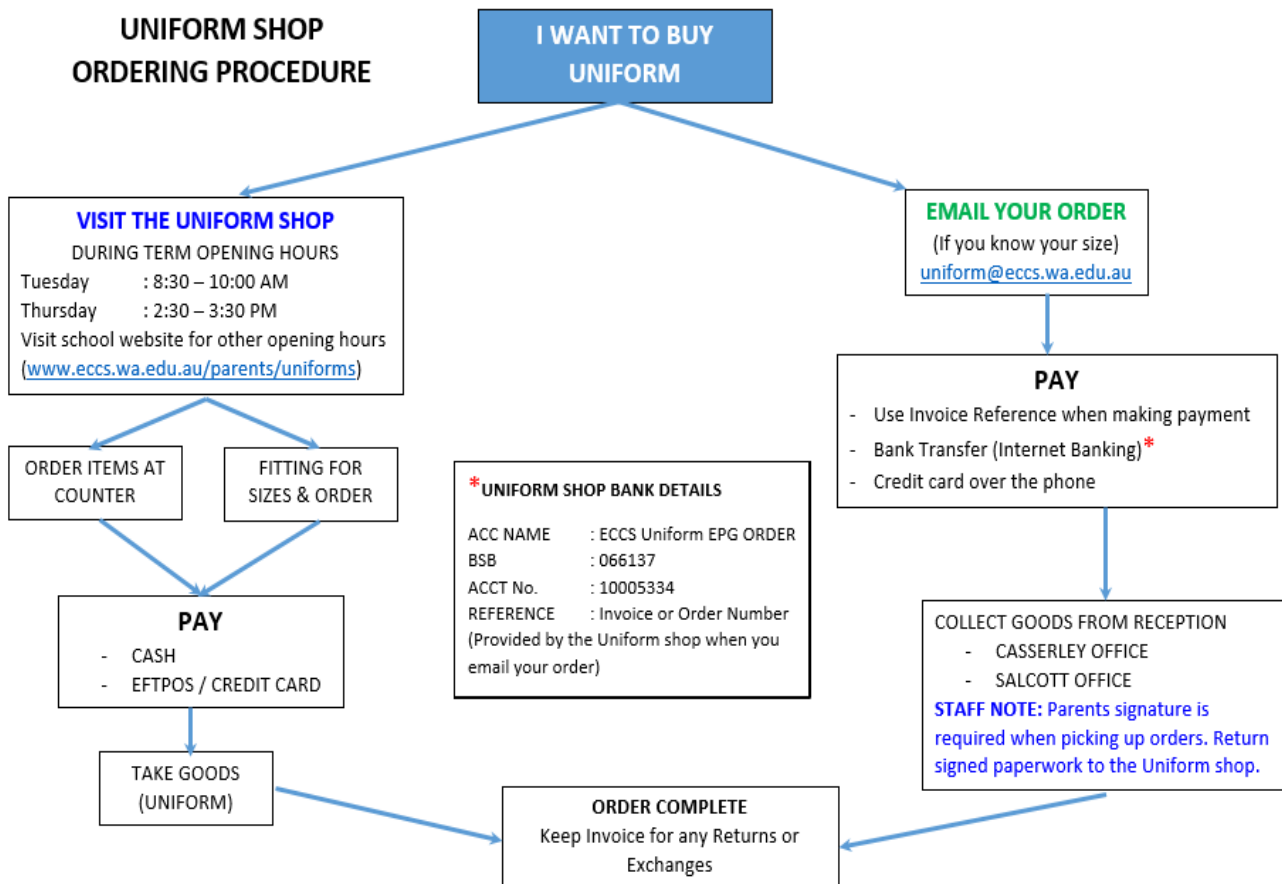 UNIFORM SHOP
ORDERING PROCEDURE
I WANT TO BUY
UNIFORM
VISIT THE UNIFORM SHOP
DURING TERM OPENING HOURS
Tuesday : 8:30 – 10:00 AM
Thursday : 2:30 – 3:30 PM
Visit school website for other opening hours
(www.eccs.wa.edu.au/parents/uniforms)
ORDER ITEMS AT
COUNTER
FITTING FOR
SIZES & ORDER
PAY
- CASH
- EFTPOS / CREDIT CARD
TAKE GOODS
(UNIFORM)
EMAIL YOUR ORDER
(If you know your size)
uniform@eccs.wa.edu.au
PAY
- Use Invoice Reference when making payment
- Bank Transfer (Internet Banking)*
- Credit card over the phone
*UNIFORM SHOP BANK DETAILS
ACC NAME : ECCS Uniform EPG ORDER
BSB : 066137
ACCT No. : 10005334
REFERENCE : Invoice or Order Number
(Provided by the Uniform shop when you
email your order)
COLLECT GOODS FROM RECEPTION
- CASSERLEY OFFICE
- SALCOTT OFFICE
STAFF NOTE: Parents signature is
required when picking up orders. Return
signed paperwork to the Uniform shop.
ORDER COMPLETE
Keep Invoice for any Returns or
Exchanges